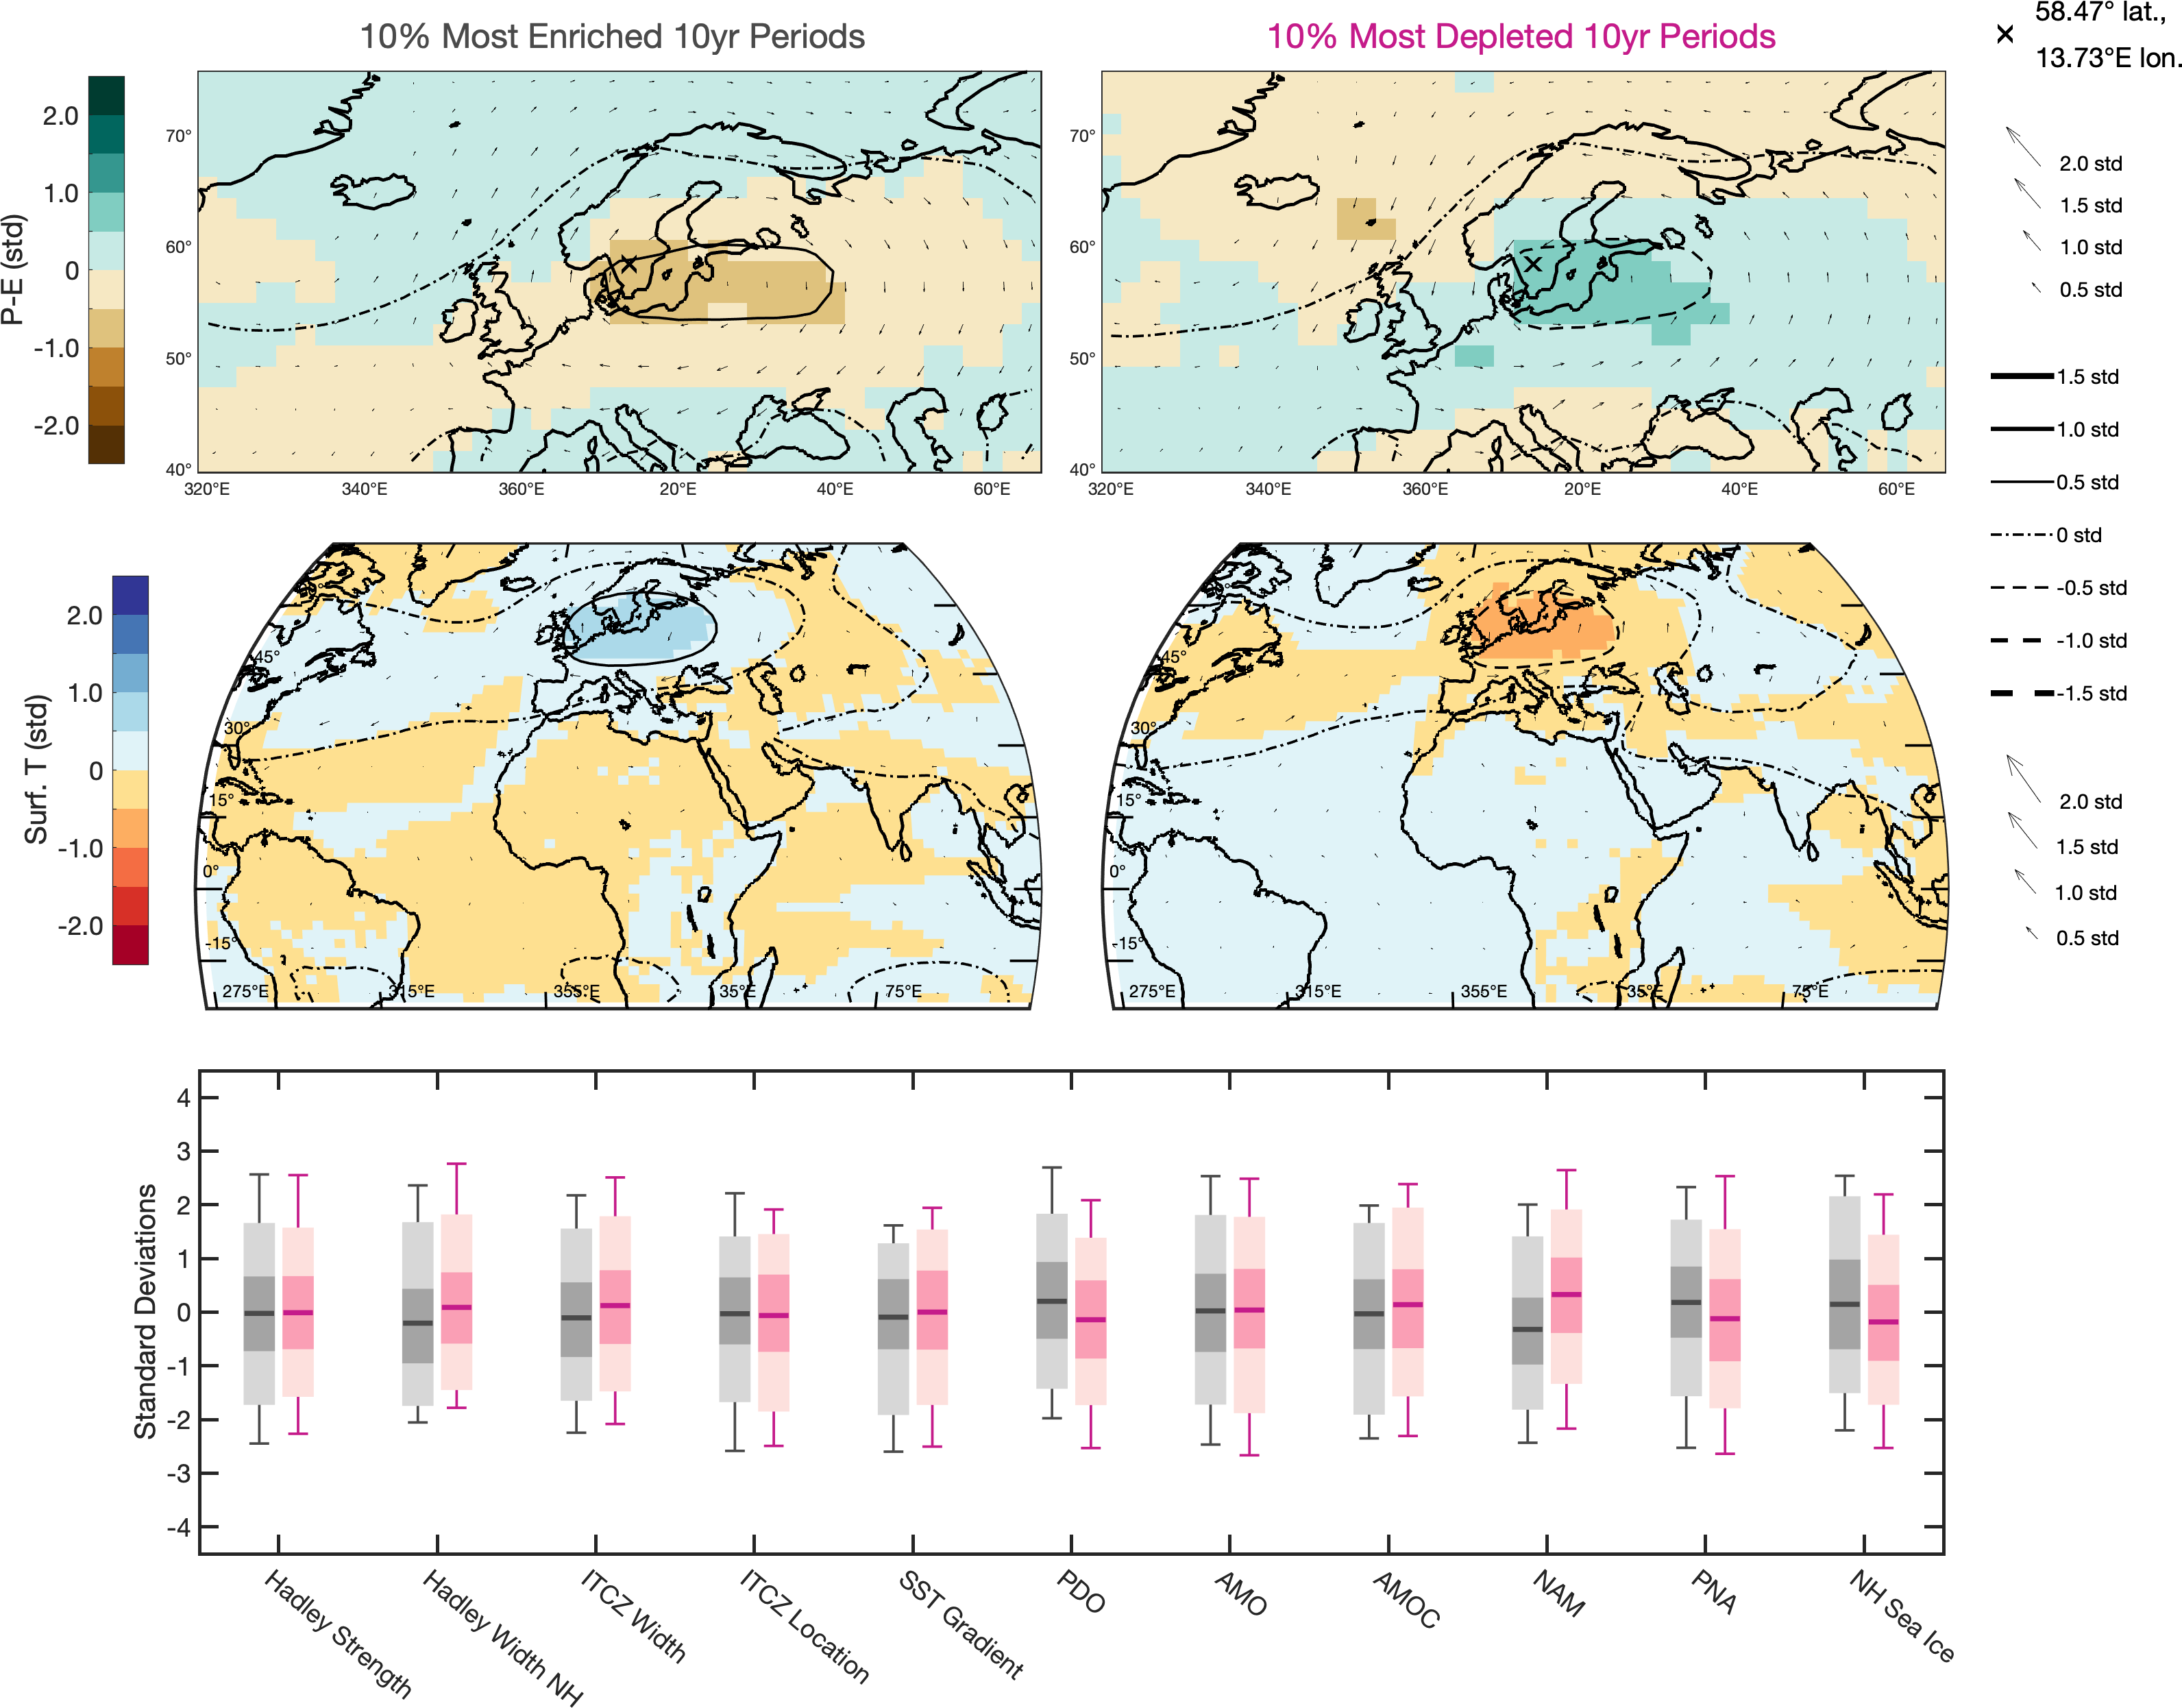 10% Most Enriched 10yr Periods
10% Most Depleted 10yr Periods
58.47° lat.,
13.73°E lon.
P-E (std)
2.0
1.0
0
-1.0
-2.0
70°
60°
50°
40°
320°E
340°E
360°E
20°E
40°E
60°E
70°
60°
50°
40°
320°E
340°E
360°E
20°E
40°E
60°E
2.0 std
1.5 std
1.0 std
0.5 std
1.5 std
1.0 std
0.5 std
0 std
-0.5 std
-1.0 std
-1.5 std
2.0 std
1.5 std
1.0 std
0.5 std
Surf. T (std)
2.0
1.0
0
-1.0
-2.0
45°
30°
15°
0°
-15°
275°E
315°E
355°E
35°E
75°E
45°
30°
15°
0°
-15°
275°E
315°E
355°E
35°E
75°E
Standard Deviations
4
3
2
1
0
-1
-2
-3
-4
Hadley Strength
Hadley Width NH
ITCZ Width
ITCZ Location
SST Gradient
PDO
AMO
AMOC
NAM
PNA
NH Sea Ice